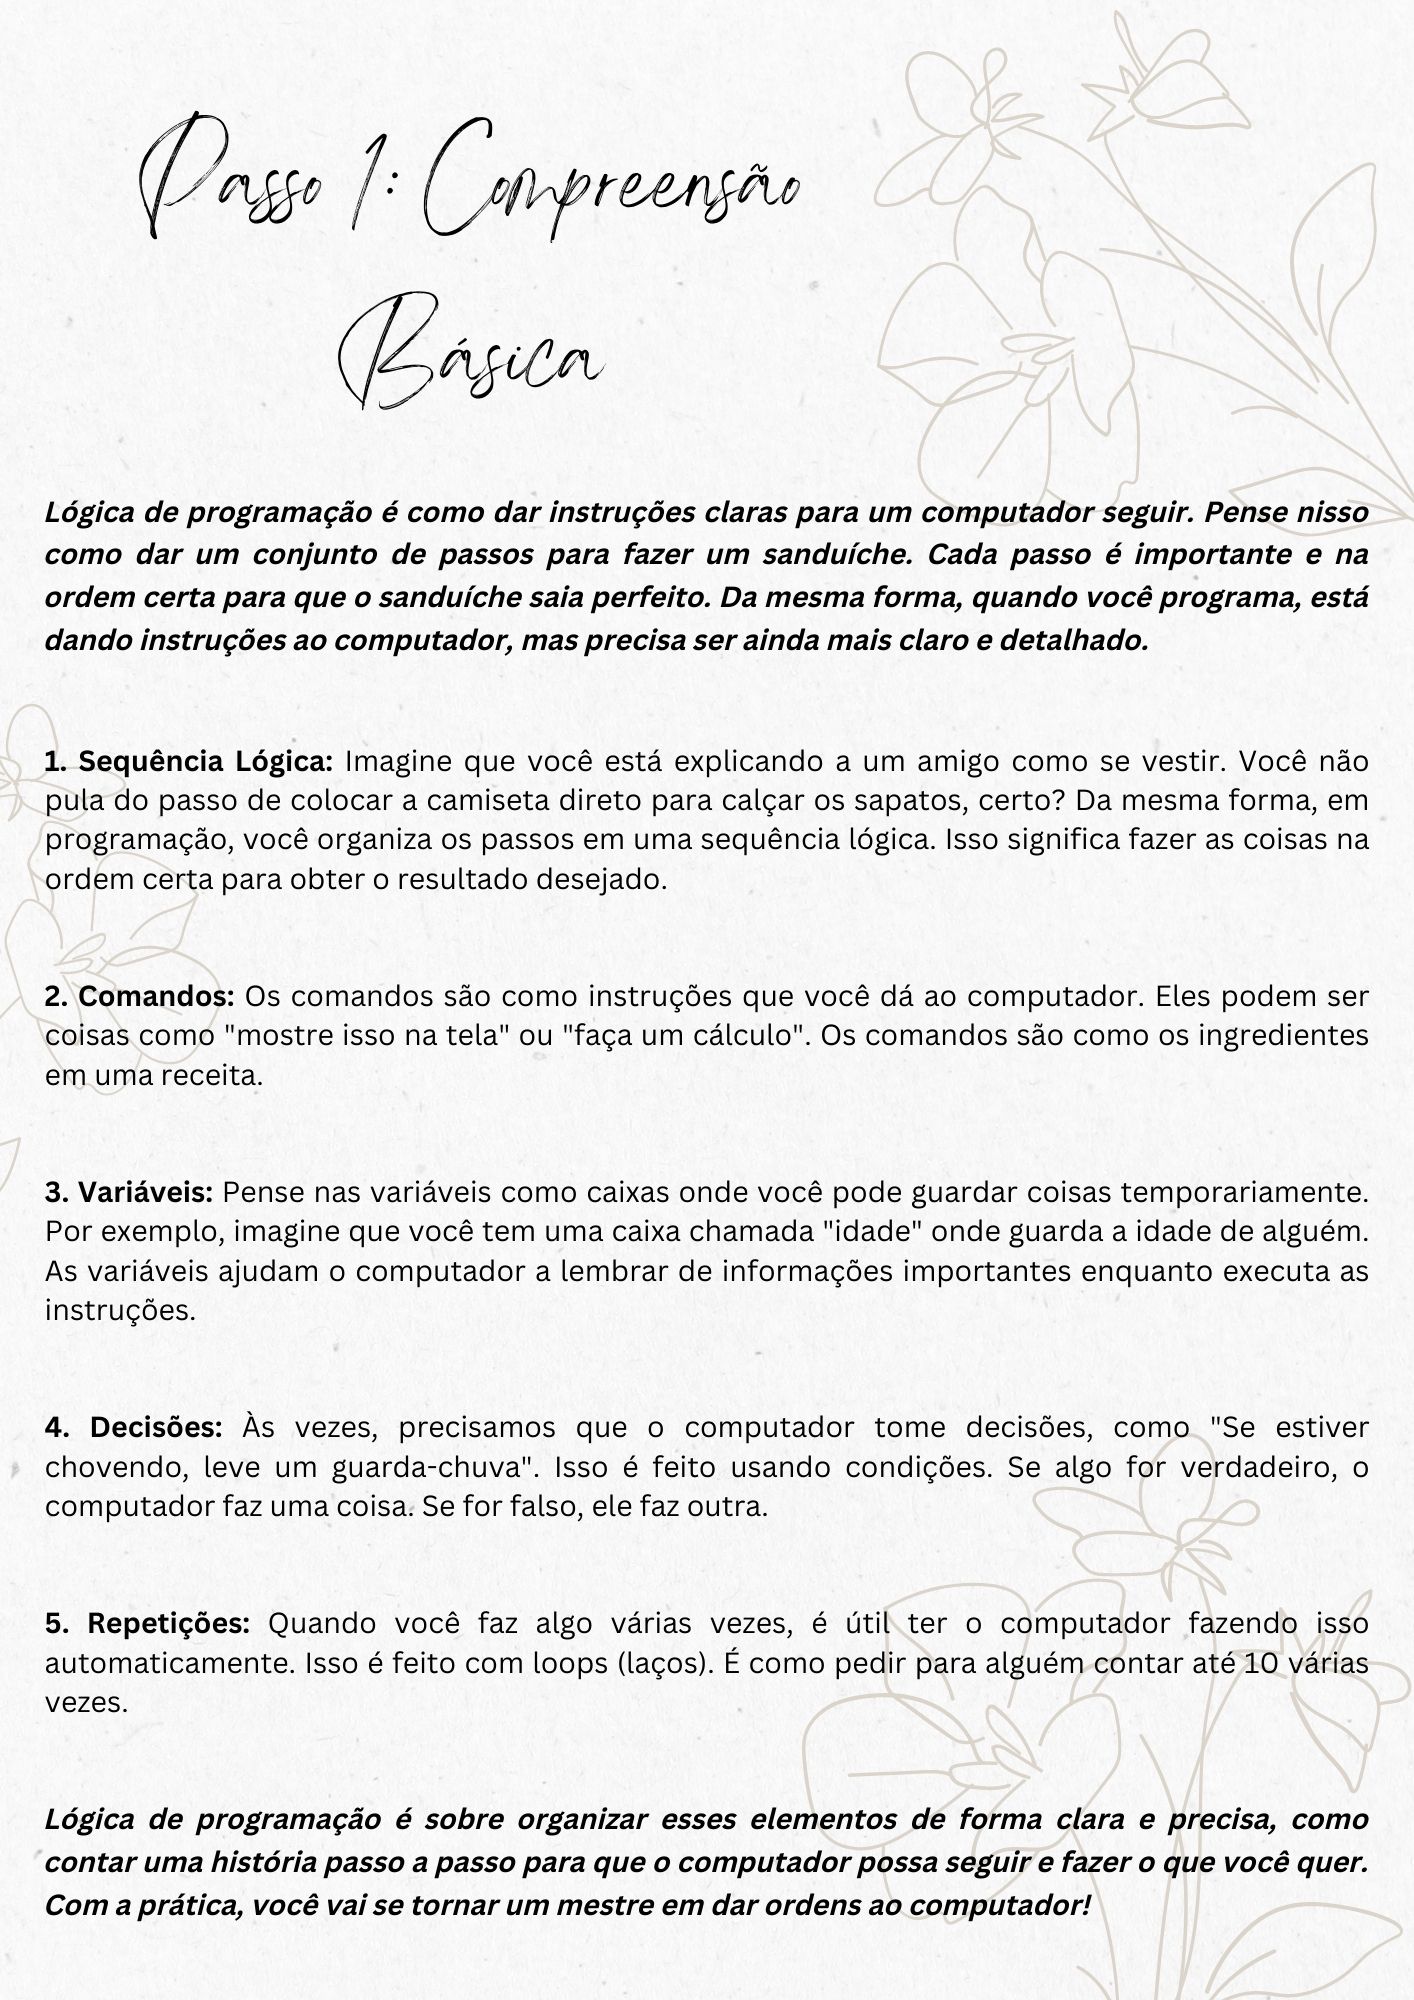 Passo 1: Compreensão
Básica
Lógica de programação é como dar instruções claras para um computador seguir. Pense nisso
como dar um conjunto de passos para fazer um sanduíche. Cada passo é importante e na
ordem certa para que o sanduíche saia perfeito. Da mesma forma, quando você programa, está
dando instruções ao computador, mas precisa ser ainda mais claro e detalhado.
1. Sequência Lógica: Imagine que você está explicando a um amigo como se vestir. Você não
pula do passo de colocar a camiseta direto para calçar os sapatos, certo? Da mesma forma, em
programação, você organiza os passos em uma sequência lógica. Isso significa fazer as coisas na
ordem certa para obter o resultado desejado.
2. Comandos: Os comandos são como instruções que você dá ao computador. Eles podem ser
coisas como "mostre isso na tela" ou "faça um cálculo". Os comandos são como os ingredientes
em uma receita.
3. Variáveis: Pense nas variáveis como caixas onde você pode guardar coisas temporariamente.
Por exemplo, imagine que você tem uma caixa chamada "idade" onde guarda a idade de alguém.
As variáveis ajudam o computador a lembrar de informações importantes enquanto executa as
instruções.
4. Decisões: Às vezes, precisamos que o computador tome decisões, como "Se estiver
chovendo, leve um guarda-chuva". Isso é feito usando condições. Se algo for verdadeiro, o
computador faz uma coisa. Se for falso, ele faz outra.
5. Repetições: Quando você faz algo várias vezes, é útil ter o computador fazendo isso
automaticamente. Isso é feito com loops (laços). É como pedir para alguém contar até 10 várias
vezes.
Lógica de programação é sobre organizar esses elementos de forma clara e precisa, como
contar uma história passo a passo para que o computador possa seguir e fazer o que você quer.
Com a prática, você vai se tornar um mestre em dar ordens ao computador!